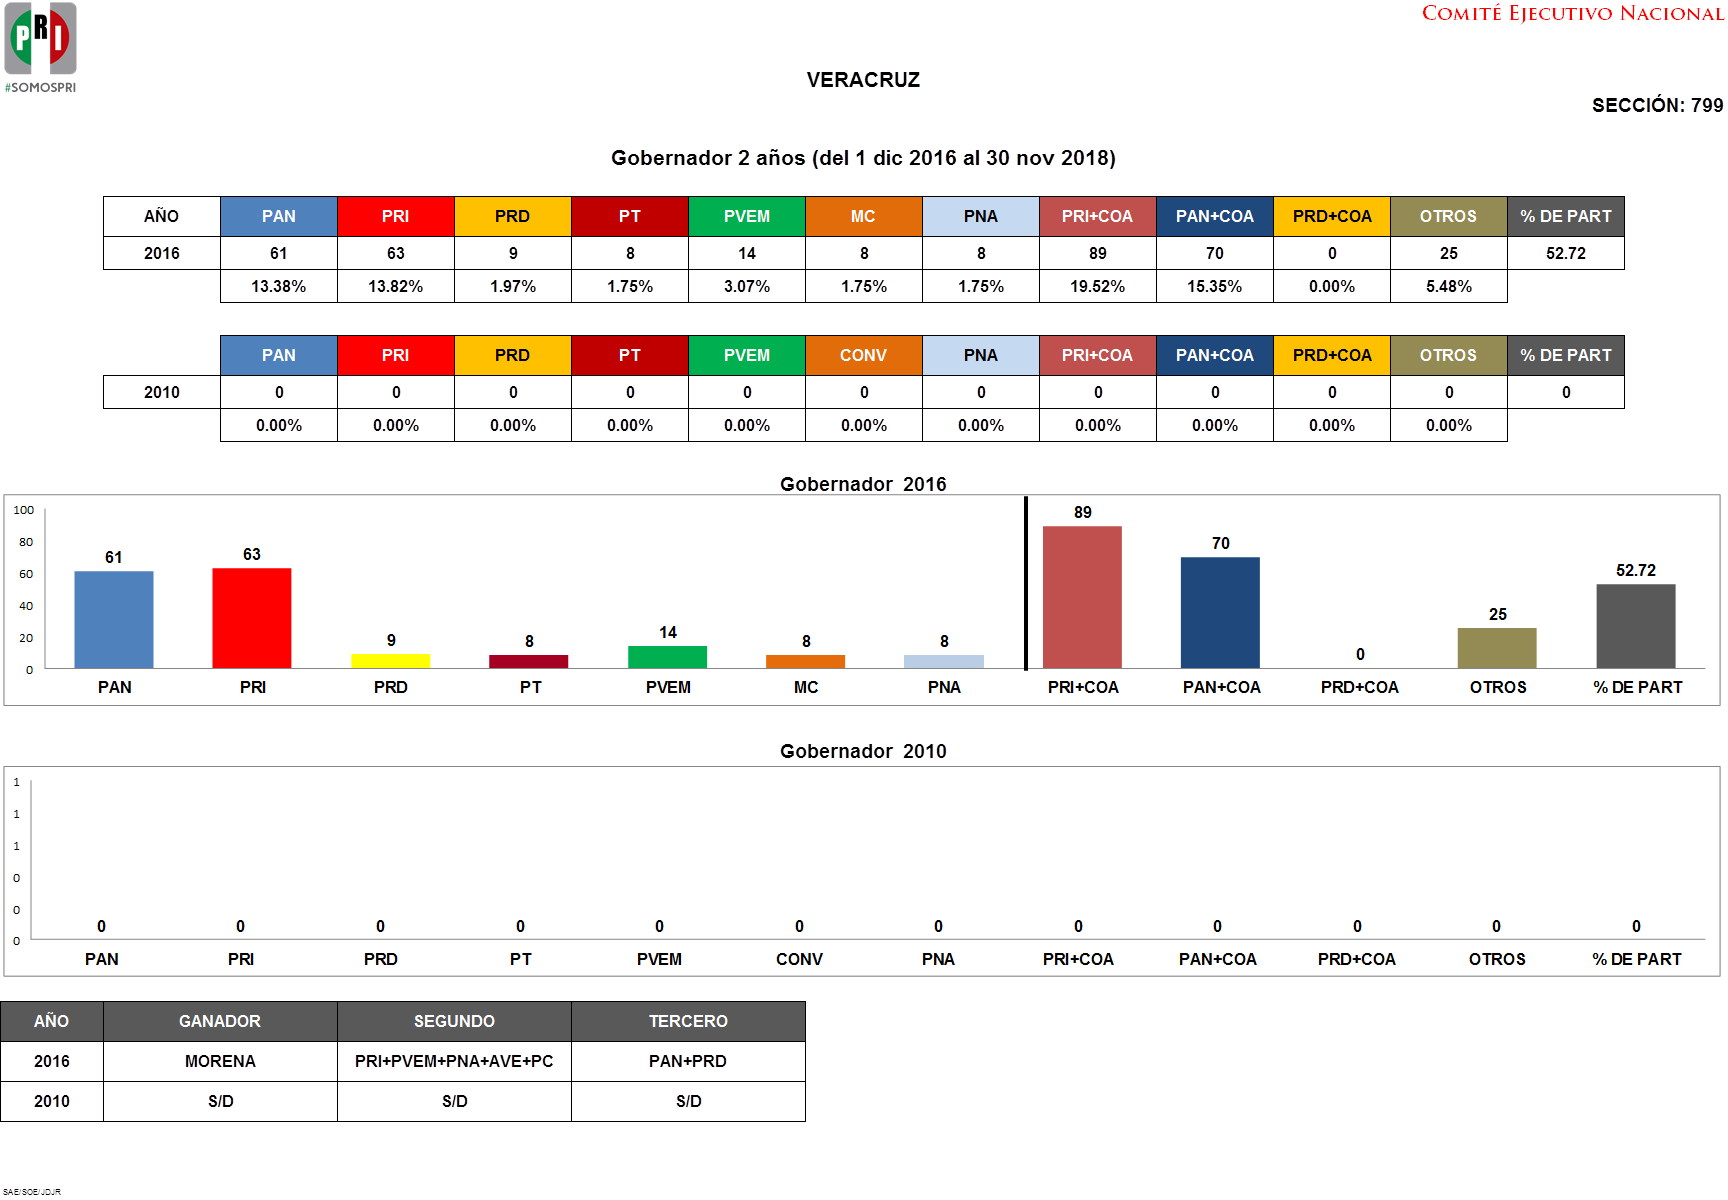 PRI
#SOMOSPRI
COMITÉ EJECUTIVO NACIONAL
VERACRUZ
SECCIÓN: 799
Gobernador 2 años (del 1 dic 2016 al 30 nov 2018)
AÑO PAN PRI PRD PT PVEM MC PNA PRI+COA PAN+COA PRD+COA OTROS % DE PART
2016 61 63 9 8 14 8 8 89 70 0 25 52.72
13.38% 13.82% 1.97% 1.75% 3.07% 1.75% 1.75% 19.52% 15.35% 0.00% 5.48%
PAN PRI PRD PT PVEM CONV PNA PRI+COA PAN+COA PRD+COA OTROS % DE PART
2010 0 0 0 0 0 0 0 0 0 0 0 0
0.00% 0.00% 0.00% 0.00% 0.00% 0.00% 0.00% 0.00% 0.00% 0.00% 0.00%
Gobernador 2016
100
80
60
40
20
0
61 63 9 8 14 8 8 89 70 0 25 52.72
PAN PRI PRD PT PVEM MC PNA PRI+COA PAN+COA PRD+COA OTROS % DE PART
Gobernador 2010
1
1
1
0
0
0
0 0 0 0 0 0 0 0 0 0 0 0
PAN PRI PRD PT PVEM CONV PNA PRI+COA PAN+COA PRD+COA OTROS % DE PART
AÑO GANADOR SEGUNDO TERCERO
2016 MORENA PRI+PVEM+PNA+AVE+PC PAN+PRD
2010 S/D S/D S/D
SAE/SOE/JDJR